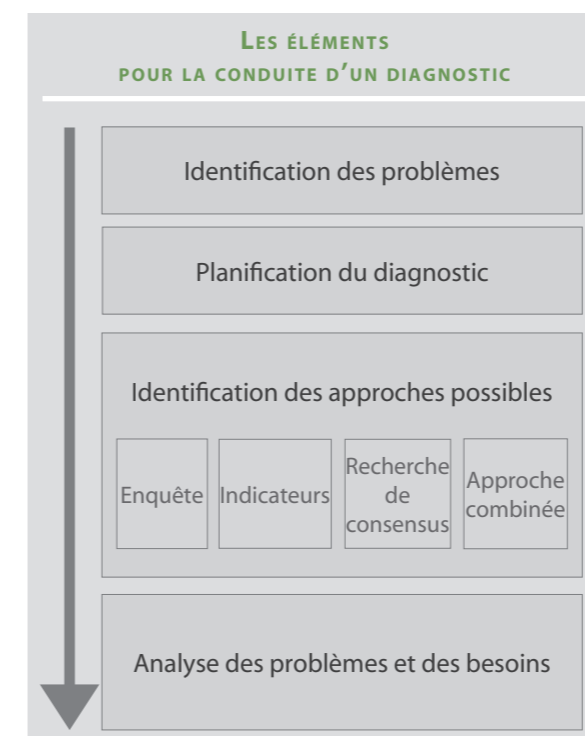 Les éléments
pour la conduite d'un diagnostic
Identification des problèmes
Planification du diagnostic
Identification des approches possibles
Enquête
Indicateurs
Recherche
de
consensus
Approche
combinée
Analyse des problèmes et des besoins